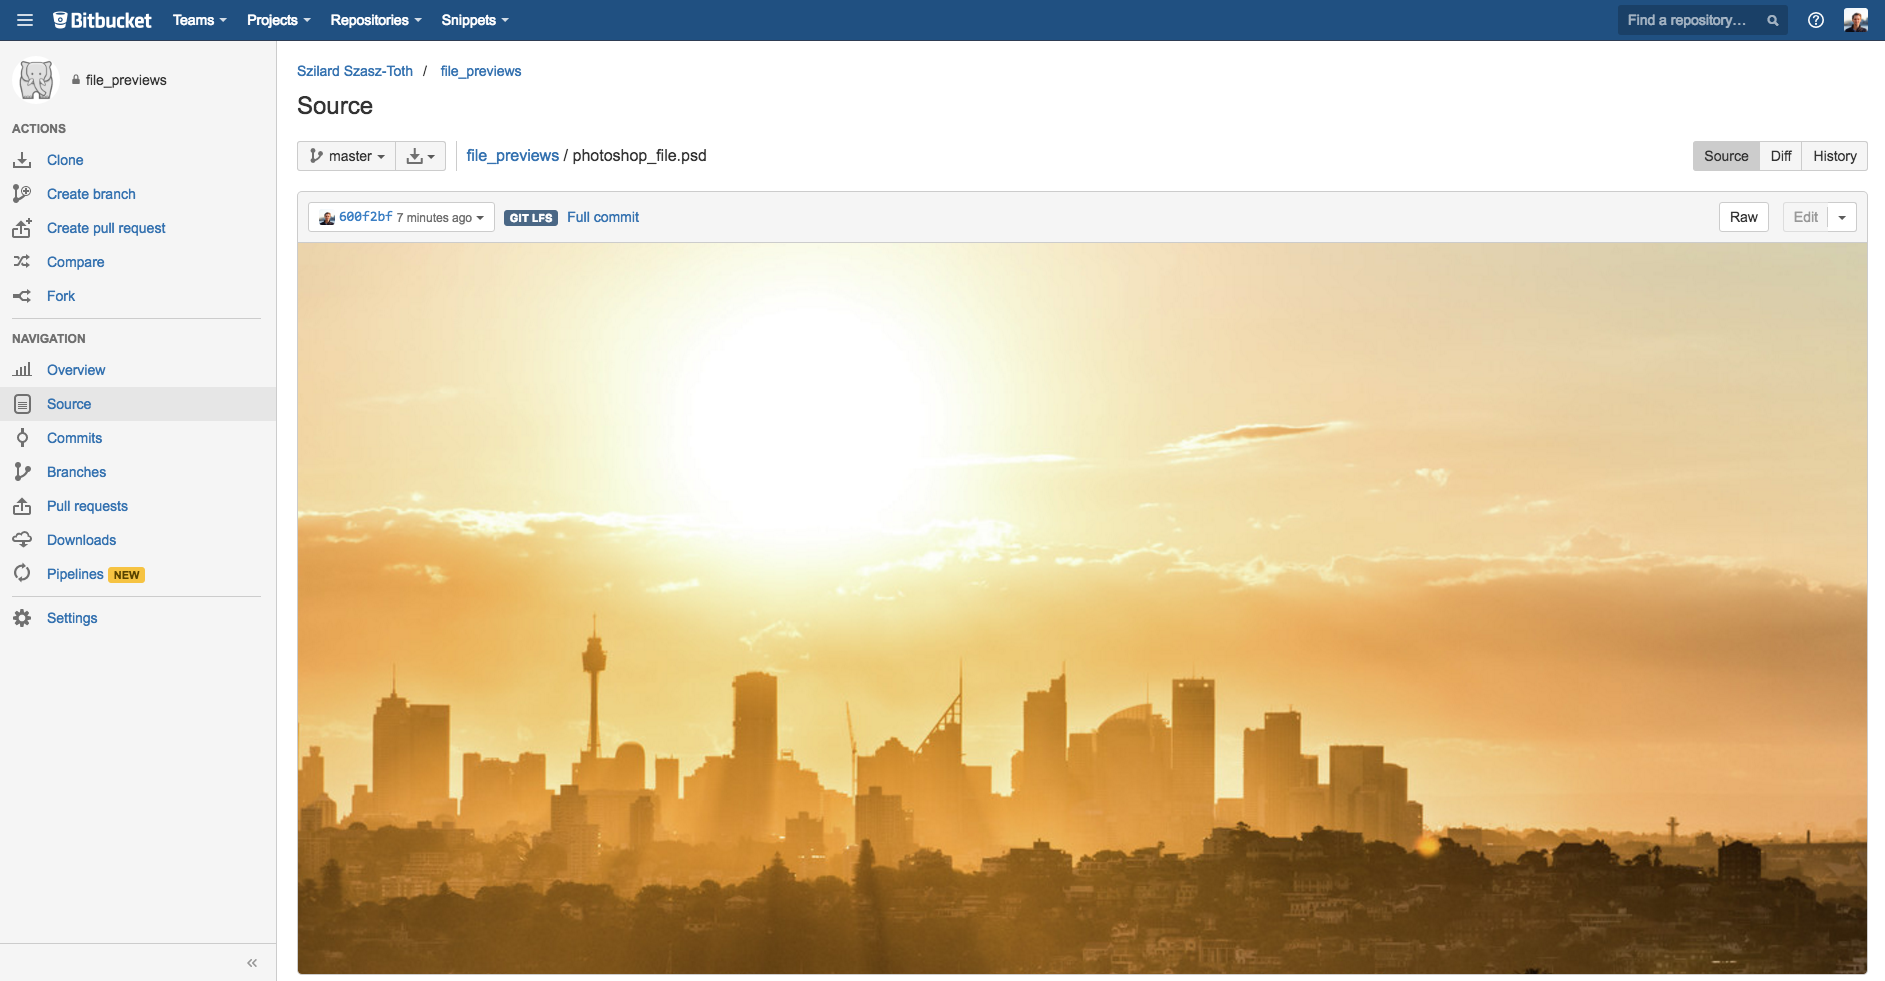 Bitbucket Teams Projects Repositories Snippets Find a repository...
file_previews
ACTIONS
Clone
Create branch
Create pull request
Compare
Fork
NAVIGATION
Overview
Source
Commits
Branches
Pull requests
Downloads
Pipelines NEW
Settings
Szilard Szasz-Toth / file_previews
Source
master file_previews / photoshop_file.psd Source Diff History
600f2bf 7 minutes ago GIT LFS Full commit Raw Edit